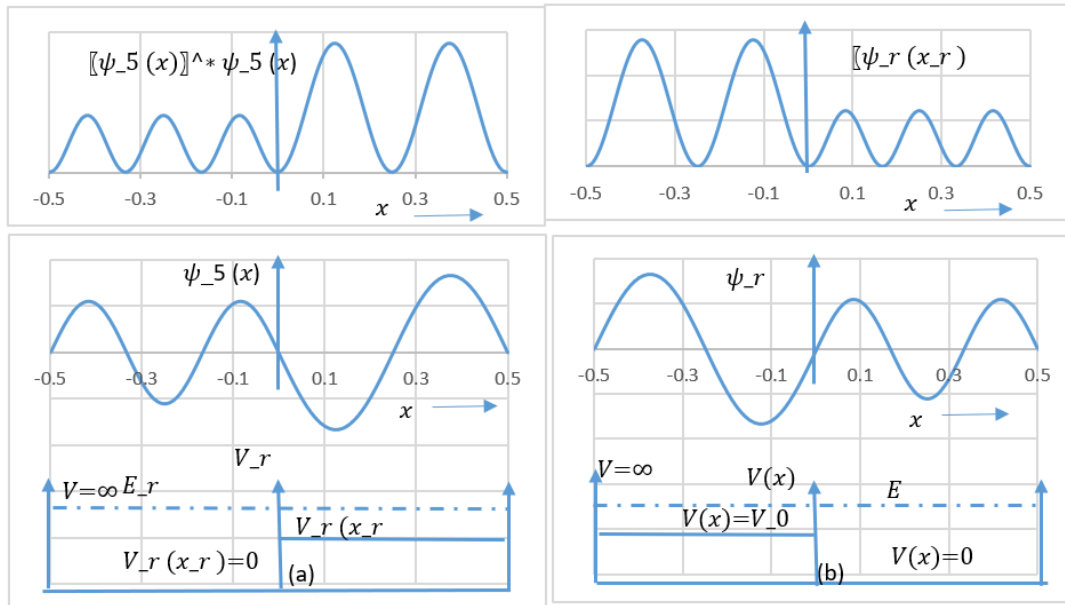 〖ψ_5 (x)〗^* ψ_5 (x)
-0.5 -0.3 -0.1 0.1 0.3 0.5
x
〖ψ_r (x_r )
-0.5 -0.3 -0.1 0.1 0.3 0.5
x
ψ_5 (x)
-0.5 -0.3 -0.1 0.1 0.3 0.5
x
V_r
V=∞ E_r
V_r (x_r
V_r (x_r )=0
(a)
ψ_r
-0.5 -0.3 -0.1 0.1 0.3 0.5
x
V=∞
V(x)
E
V(x)=V_0
V(x)=0
(b)